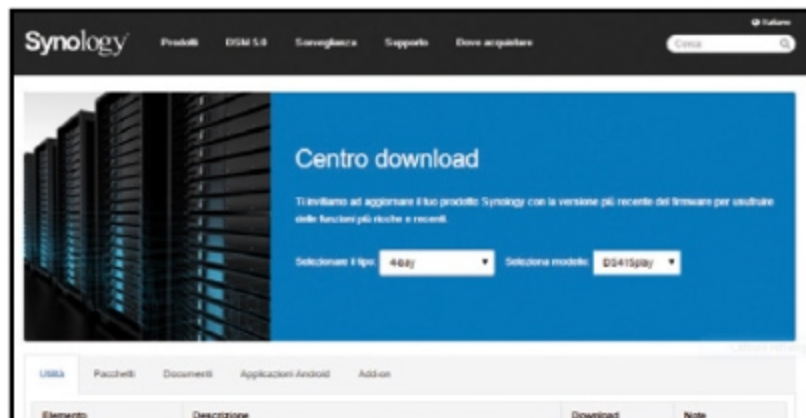 Italiano
Synology Prodotti DSM 5.0 Sorveglianza Supporto Dove acquistare Cerca
Centro download
Ti invitiamo ad aggiornare il tuo prodotto Synology con la versione più recente del firmware per usufruire
delle funzioni più ricche e recenti.
Selezionare il tipo: 4-bay Seleziona modello: DS415play
Utilità Pacchetti Documenti Applicazioni Android Add-on
Elemento Descrizione Download Note